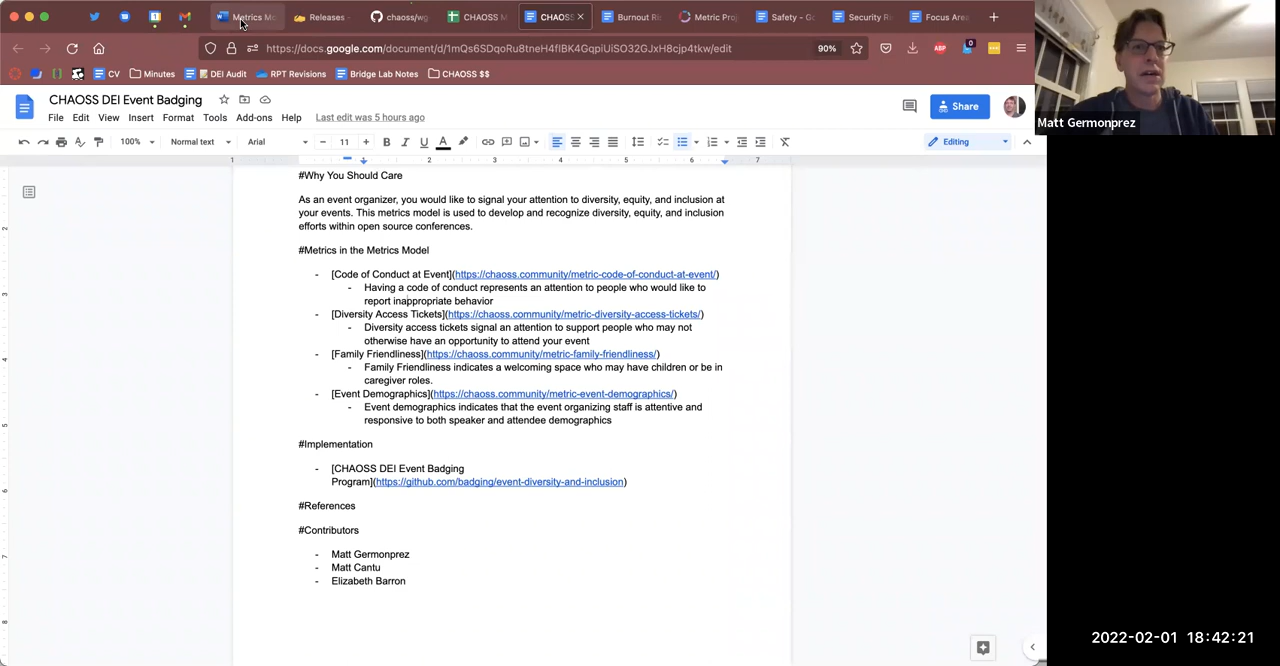 Metrics Mo
Releases
chaoss/wg
CHAOSS M
CHAOSS
Burnout Ri
Metric Pro
Safety - Go
Security R
Focus Area
https://docs.google.com/document/d/1mQs6SDqoRu8tneH4flBK4GqpiUiSO32GJxH8cjp4tkw/edit
90%
ABP
0
CV
Minutes
DEI Audit
RPT Revisions
Bridge Lab Notes
CHAOSS $$
CHAOSS DEI Event Badging
File Edit View Insert Format Tools Add-ons Help Last edit was 5 hours ago
Share
Matt Germonprez
100% Normal text Arial 11 B I U A Editing
1 2 3 4 5 6 7
#Why You Should Care
As an event organizer, you would like to signal your attention to diversity, equity, and inclusion at
your events. This metrics model is used to develop and recognize diversity, equity, and inclusion
efforts within open source conferences.
#Metrics in the Metrics Model
- [Code of Conduct at Event](https://chaoss.community/metric-code-of-conduct-at-event/)
- Having a code of conduct represents an attention to people who would like to
report inappropriate behavior
- [Diversity Access Tickets](https://chaoss.community/metric-diversity-access-tickets/)
- Diversity access tickets signal an attention to support people who may not
otherwise have an opportunity to attend your event
- [Family Friendliness](https://chaoss.community/metric-family-friendliness/)
- Family Friendliness indicates a welcoming space who may have children or be in
caregiver roles.
- [Event Demographics](https://chaoss.community/metric-event-demographics/)
- Event demographics indicates that the event organizing staff is attentive and
responsive to both speaker and attendee demographics
#Implementation
- [CHAOSS DEI Event Badging
Program](https://github.com/badging/event-diversity-and-inclusion)
#References
#Contributors
- Matt Germonprez
- Matt Cantu
- Elizabeth Barron
2022-02-01 18:42:21